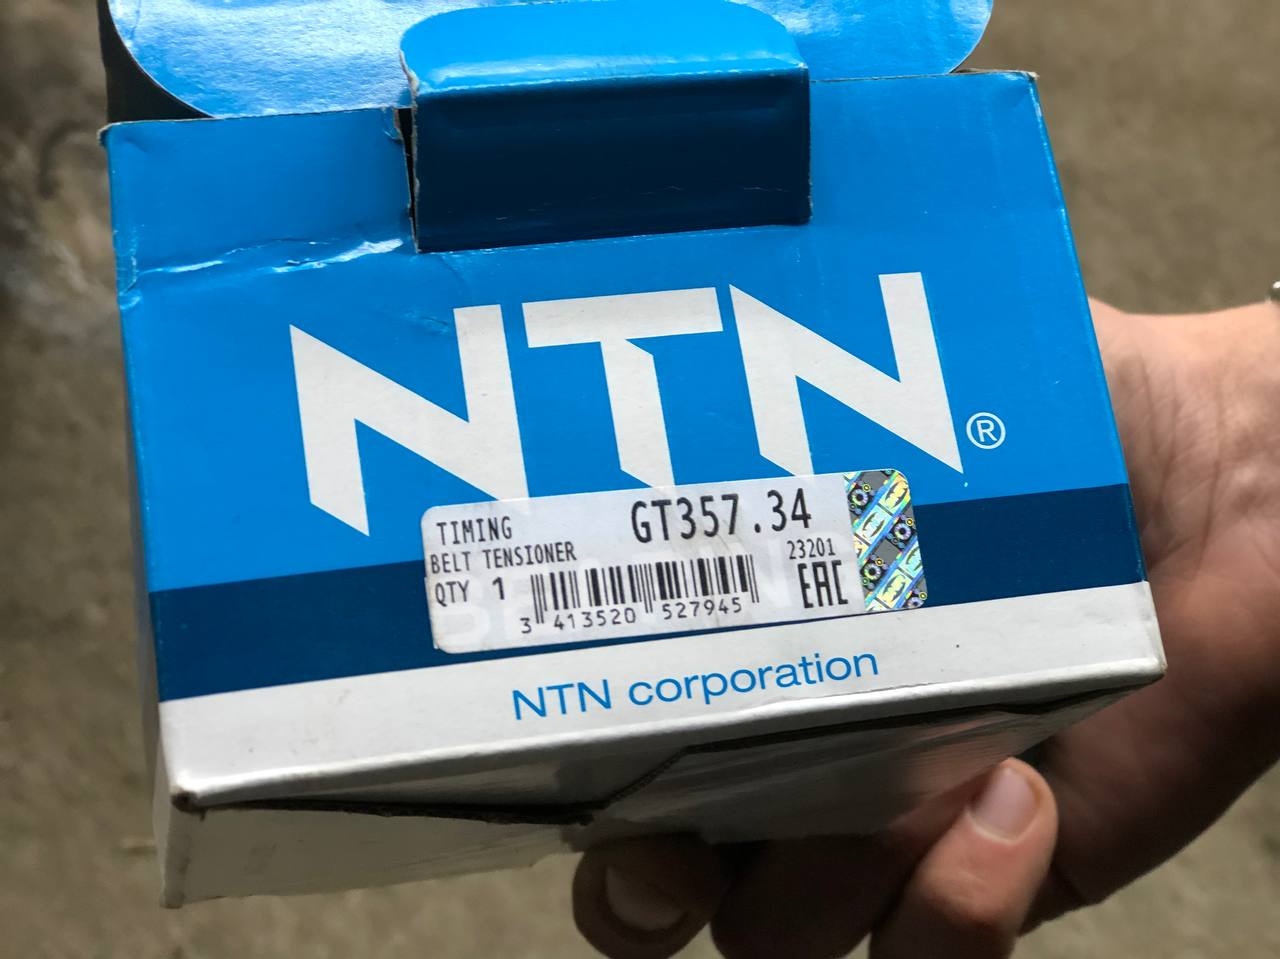 NTN®
TIMING
BELT TENSIONER
GT357.34
23201
QTY 1
EAC
3 413520 527945
NTN corporation